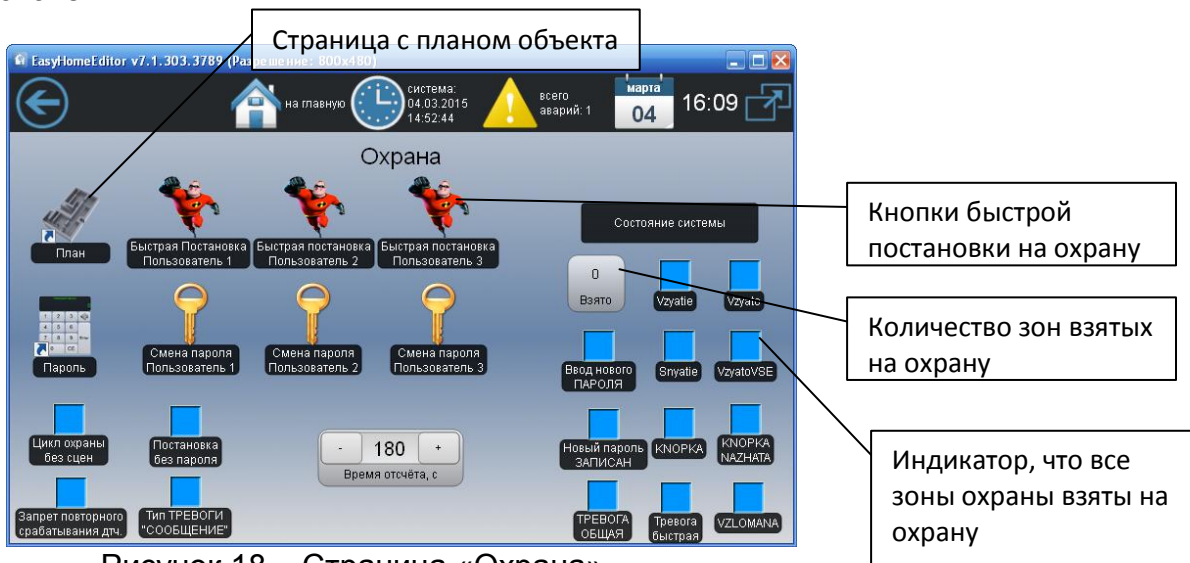 Страница с планом объекта
EasyHomeEditor v7.1.303.3789 (Разрешение: 800x480)
на главную
система:
04.03.2015
14:52:44
всего
аварий: 1
марта
04
16:09
Охрана
План
Быстрая Постановка
Пользователь 1
Быстрая постановка
Пользователь 2
Быстрая постановка
Пользователь 3
Состояние системы
Кнопки быстрой
постановки на охрану
0
Взято
Vzyatie
Vzyato
Количество зон взятых
на охрану
Пароль
Смена пароля
Пользователь 1
Смена пароля
Пользователь 2
Смена пароля
Пользователь 3
Ввод нового
ПАРОЛЯ
Snyatie
VzyatoVSE
Цикл охраны
без сцен
Постановка
без пароля
-
180
+
Время отсчёта, с
Новый пароль
ЗАПИСАН
KNOPKA
KNOPKA
NAZHATA
Индикатор, что все
зоны охраны взяты на
охрану
Запрет повторного
срабатывания дтч.
Тип ТРЕВОГИ
"СООБЩЕНИЕ"
ТРЕВОГА
ОБЩАЯ
Тревога
быстрая
VZLOMANA
Рисунок 18 – Страница «Охрана»